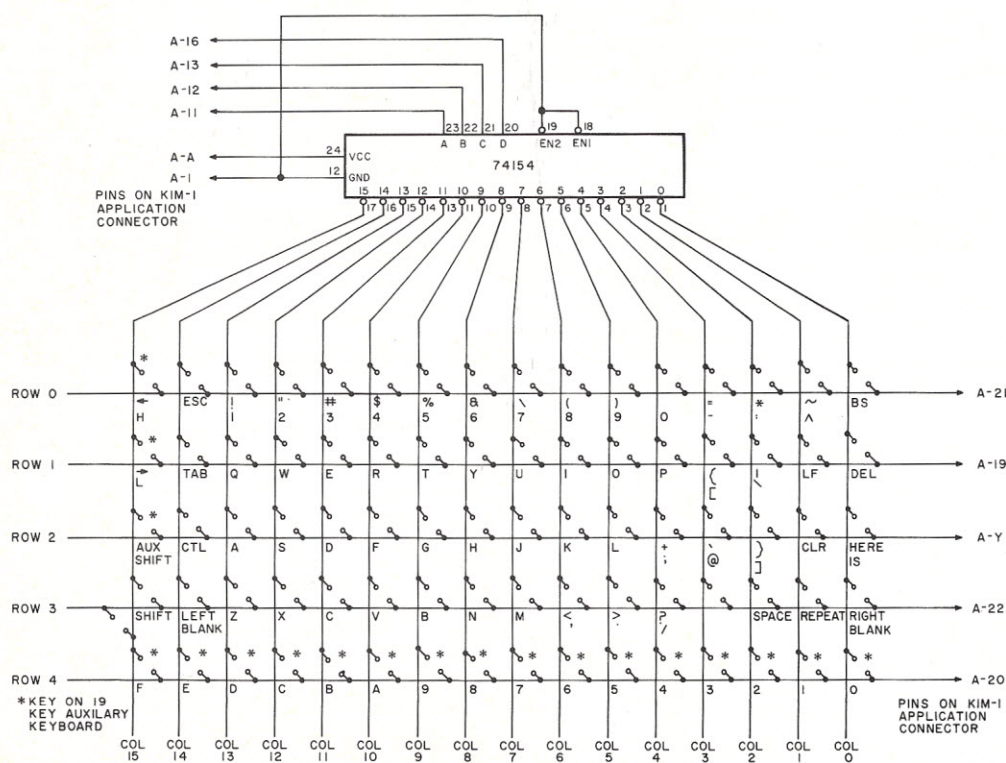 A-16
A-13
A-12
A-11
23 22 21 20 19 18
A B C D EN2 EN1
A-A 24 VCC 74154
A-1 12 GND
PINS ON KIM-1
APPLICATION
CONNECTOR
15 14 13 12 11 10 9 8 7 6 5 4 3 2 1 0
17 16 15 14 13 11 10 9 8 7 6 5 4 3 2 1
*
ROW 0 A-21
← ESC ! " # $ % & \ ( ) = * ~ BS
H 1 2 3 4 5 6 7 8 9 0 - : ^
*
ROW 1 A-19
→ TAB Q W E R T Y U I O P { | LF DEL
L [ \
*
ROW 2 A-Y
AUX CTL A S D F G H J K L + ` } CLR HERE
SHIFT ; @ ] IS
ROW 3 A-22
SHIFT LEFT Z X C V B N M < > ? SPACE REPEAT RIGHT
BLANK , . / BLANK
* * * * * * * * * * * * * * * *
ROW 4 A-20
F E D C B A 9 8 7 6 5 4 3 2 1 0
*KEY ON 19
KEY AUXILARY
KEYBOARD
PINS ON KIM-1
APPLICATION
CONNECTOR
COL COL COL COL COL COL COL COL COL COL COL COL COL COL COL COL
15 14 13 12 11 10 9 8 7 6 5 4 3 2 1 0